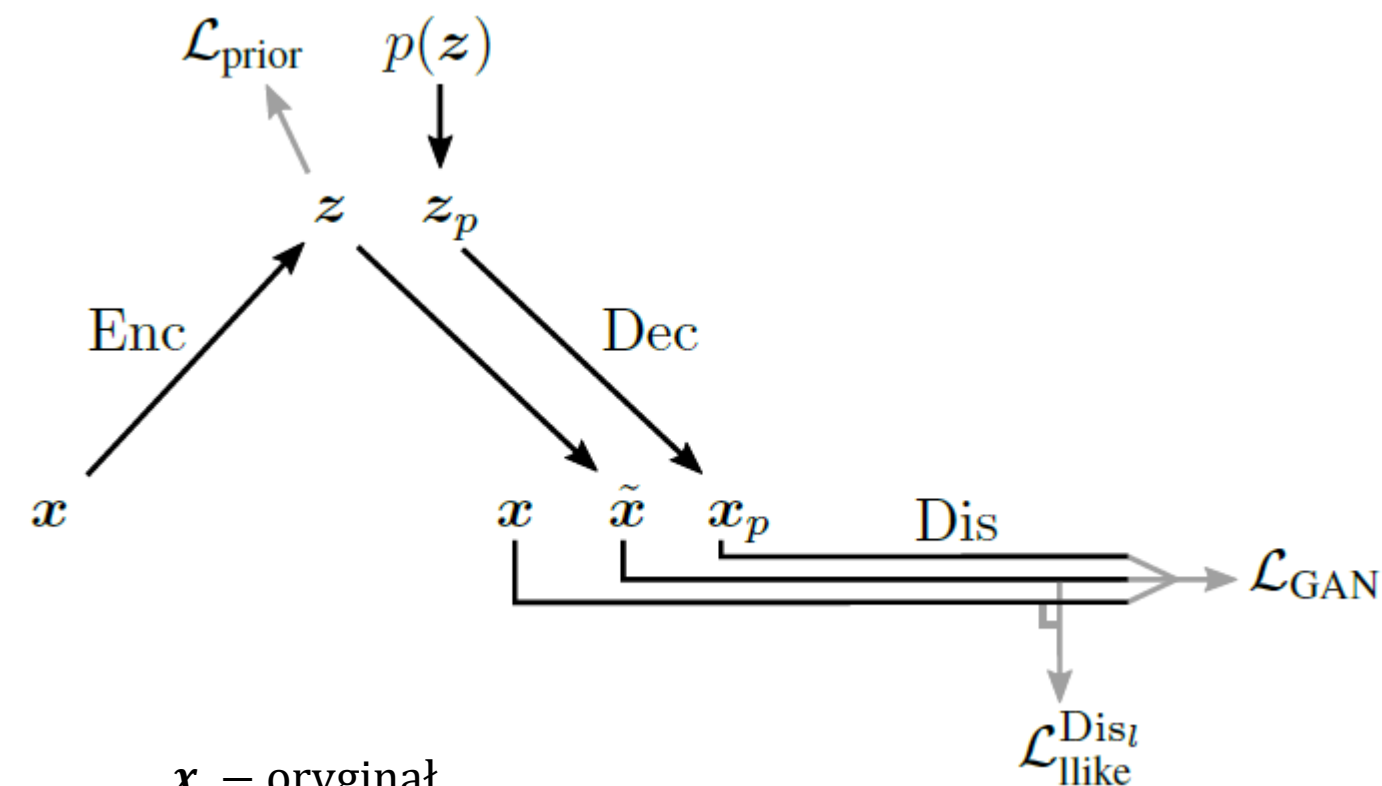 𝓛prior p(z)
z zₚ
Enc Dec
x x x̃ xₚ Dis
𝓛GAN
𝓛llike^Disₗ
x – oryginał